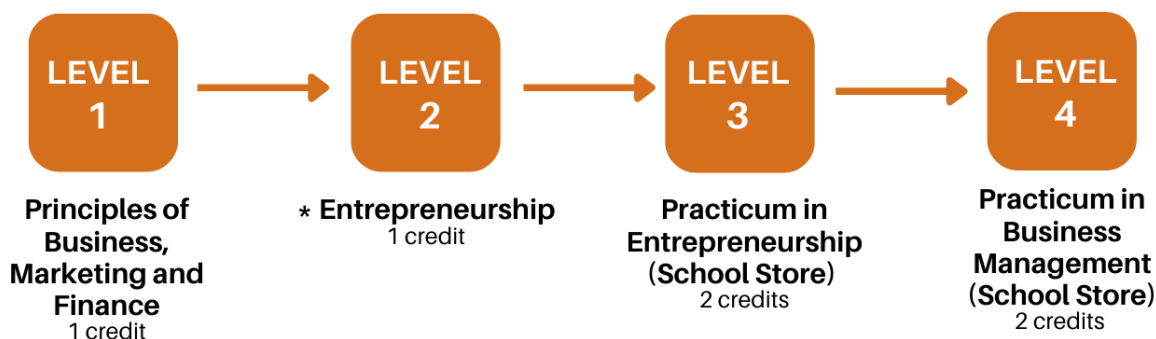 LEVEL
1
Principles of
Business,
Marketing and
Finance
1 credit
LEVEL
2
* Entrepreneurship
1 credit
LEVEL
3
Practicum in
Entrepreneurship
(School Store)
2 credits
LEVEL
4
Practicum in
Business
Management
(School Store)
2 credits